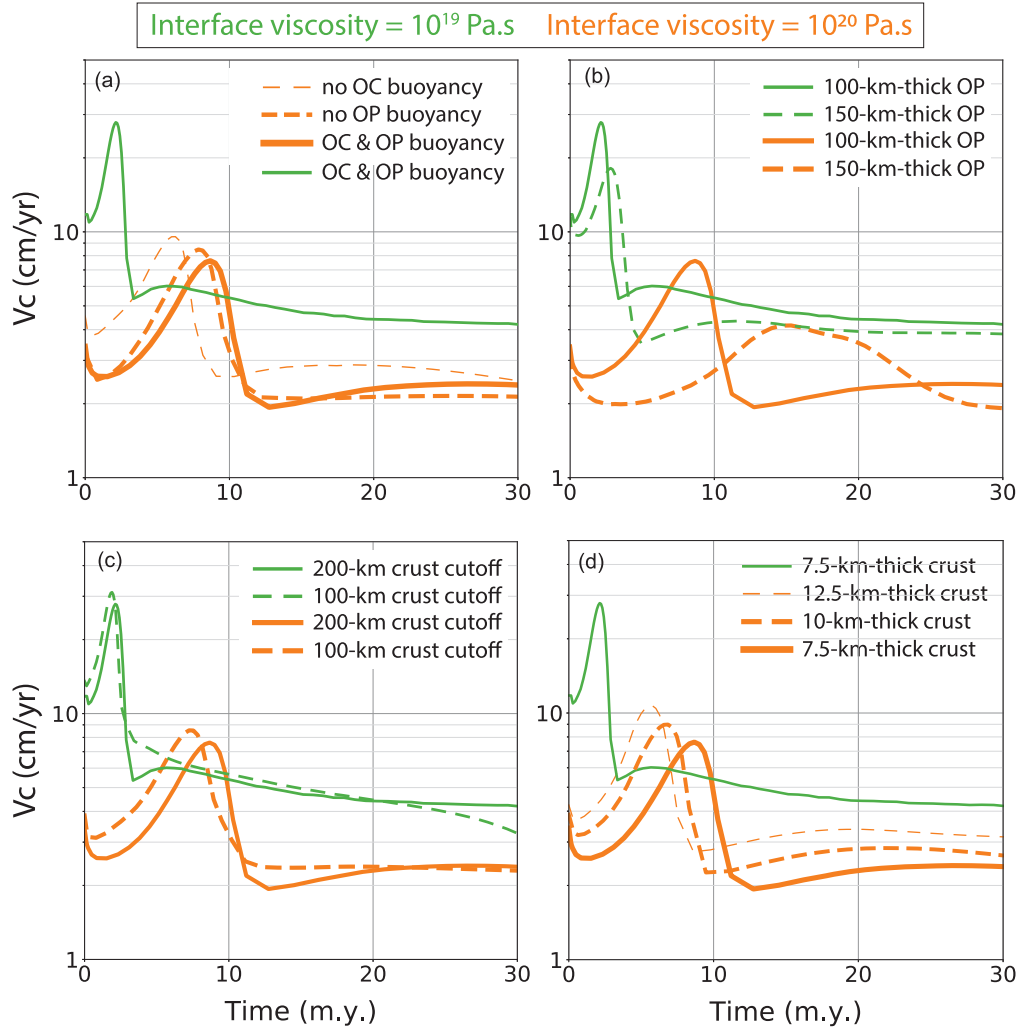 Interface viscosity = 10¹⁹ Pa.s Interface viscosity = 10²⁰ Pa.s
(a)
no OC buoyancy
no OP buoyancy
OC & OP buoyancy
OC & OP buoyancy
10
1
Vc (cm/yr)
0 10 20 30
(b)
100-km-thick OP
150-km-thick OP
100-km-thick OP
150-km-thick OP
10
1
0 10 20 30
(c)
200-km crust cutoff
100-km crust cutoff
200-km crust cutoff
100-km crust cutoff
10
1
Vc (cm/yr)
0 10 20 30
Time (m.y.)
(d)
7.5-km-thick crust
12.5-km-thick crust
10-km-thick crust
7.5-km-thick crust
10
1
0 10 20 30
Time (m.y.)